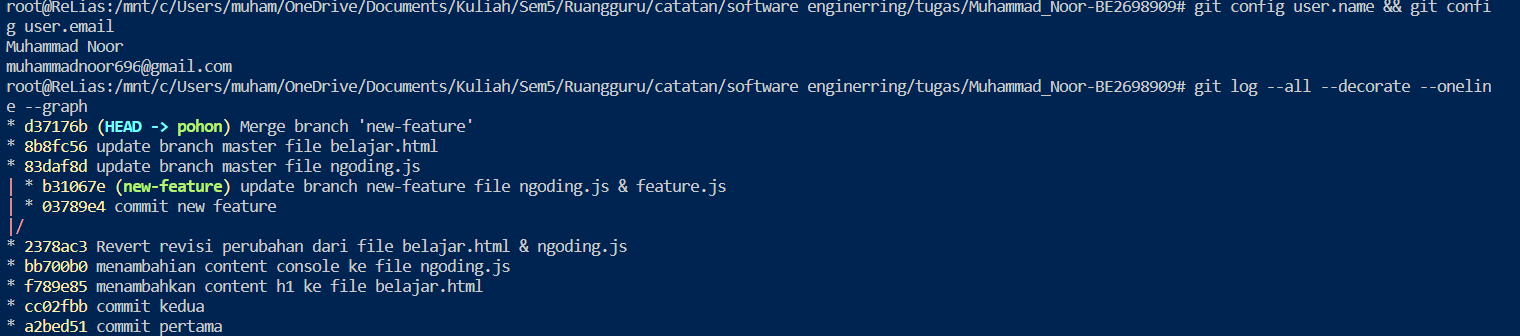 root@ReLias:/mnt/c/Users/muham/OneDrive/Documents/Kuliah/Sem5/Ruangguru/catatan/software enginerring/tugas/Muhammad_Noor-BE2698909# git config user.name && git confi
g user.email
Muhammad Noor
muhammadnoor696@gmail.com
root@ReLias:/mnt/c/Users/muham/OneDrive/Documents/Kuliah/Sem5/Ruangguru/catatan/software enginerring/tugas/Muhammad_Noor-BE2698909# git log --all --decorate --onelin
e --graph
* d37176b (HEAD -> pohon) Merge branch 'new-feature'
* 8b8fc56 update branch master file belajar.html
* 83daf8d update branch master file ngoding.js
| * b31067e (new-feature) update branch new-feature file ngoding.js & feature.js
| * 03789e4 commit new feature
|/
* 2378ac3 Revert revisi perubahan dari file belajar.html & ngoding.js
* bb700b0 menambahian content console ke file ngoding.js
* f789e85 menambahkan content h1 ke file belajar.html
* cc02fbb commit kedua
* a2bed51 commit pertama